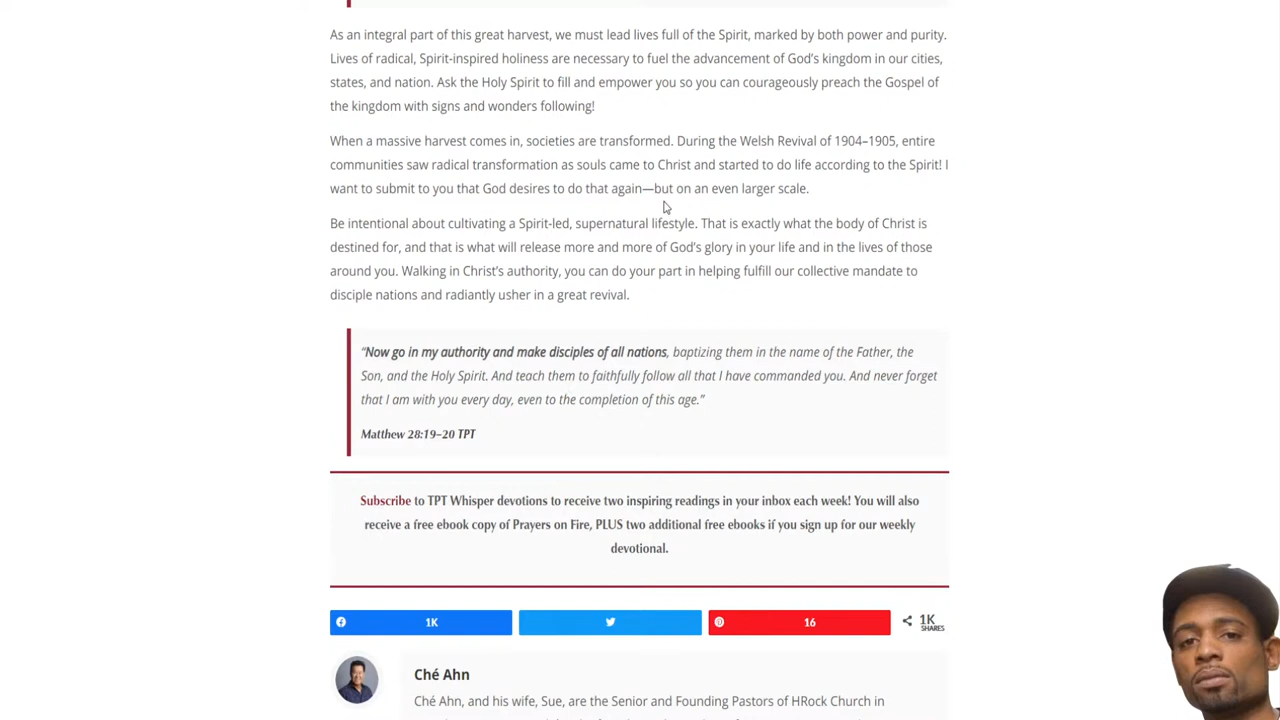 As an integral part of this great harvest, we must lead lives full of the Spirit, marked by both power and purity.
Lives of radical, Spirit-inspired holiness are necessary to fuel the advancement of God’s kingdom in our cities,
states, and nation. Ask the Holy Spirit to fill and empower you so you can courageously preach the Gospel of
the kingdom with signs and wonders following!
When a massive harvest comes in, societies are transformed. During the Welsh Revival of 1904–1905, entire
communities saw radical transformation as souls came to Christ and started to do life according to the Spirit! I
want to submit to you that God desires to do that again—but on an even larger scale.
Be intentional about cultivating a Spirit-led, supernatural lifestyle. That is exactly what the body of Christ is
destined for, and that is what will release more and more of God’s glory in your life and in the lives of those
around you. Walking in Christ’s authority, you can do your part in helping fulfill our collective mandate to
disciple nations and radiantly usher in a great revival.
“Now go in my authority and make disciples of all nations, baptizing them in the name of the Father, the
Son, and the Holy Spirit. And teach them to faithfully follow all that I have commanded you. And never forget
that I am with you every day, even to the completion of this age.”
Matthew 28:19–20 TPT
Subscribe to TPT Whisper devotions to receive two inspiring readings in your inbox each week! You will also
receive a free ebook copy of Prayers on Fire, PLUS two additional free ebooks if you sign up for our weekly
devotional.
1K 16 1K
SHARES
Ché Ahn
Ché Ahn, and his wife, Sue, are the Senior and Founding Pastors of HRock Church in